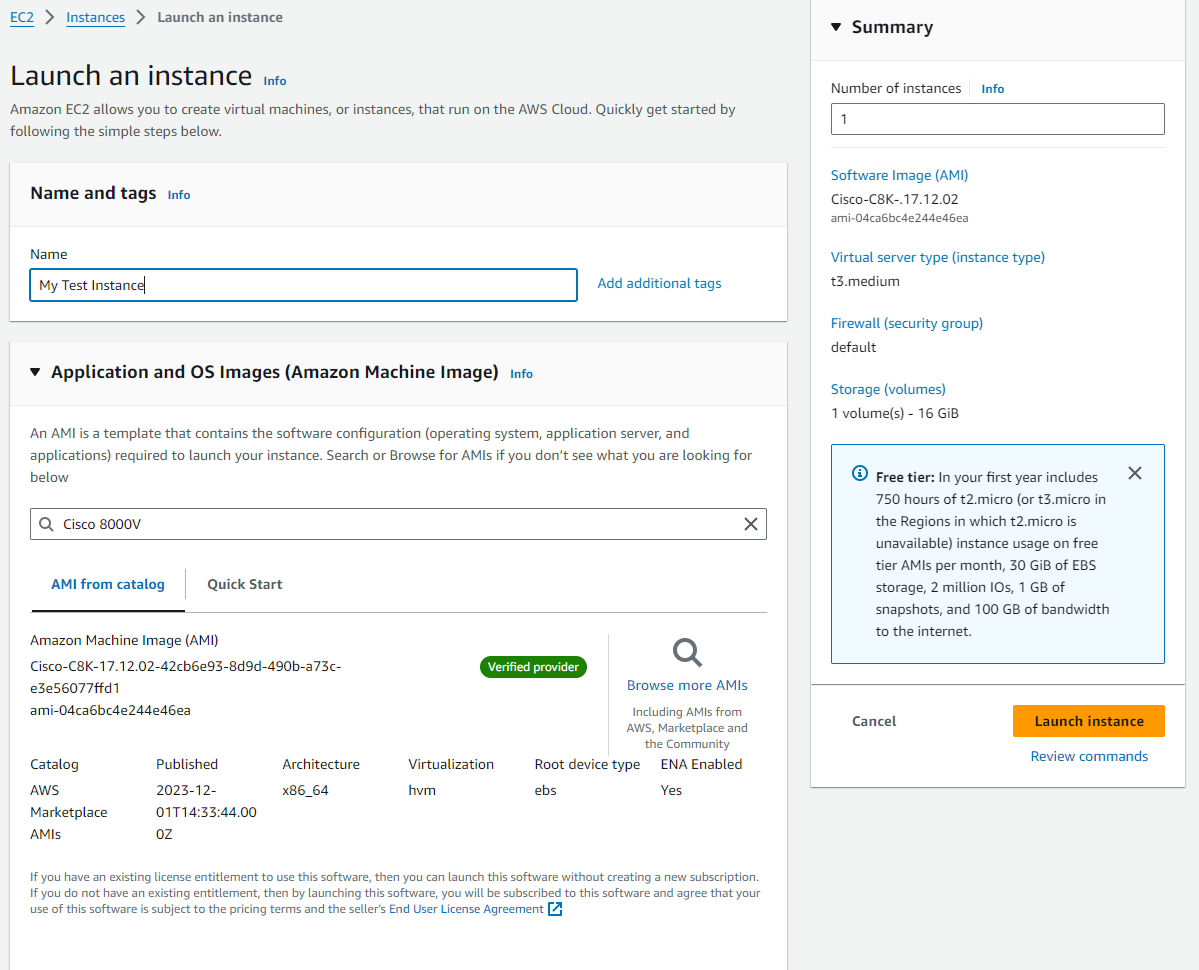 EC2 > Instances > Launch an instance
Launch an instance Info
Amazon EC2 allows you to create virtual machines, or instances, that run on the AWS Cloud. Quickly get started by
following the simple steps below.
Name and tags Info
Name
My Test Instance
Add additional tags
Application and OS Images (Amazon Machine Image) Info
An AMI is a template that contains the software configuration (operating system, application server, and
applications) required to launch your instance. Search or Browse for AMIs if you don't see what you are looking for
below
Cisco 8000V
AMI from catalog
Quick Start
Amazon Machine Image (AMI)
Cisco-C8K-17.12.02-42cb6e93-8d9d-490b-a73c-
e3e56077ffd1
ami-04ca6bc4e244e46ea
Verified provider
Browse more AMIs
Including AMIs from
AWS, Marketplace and
the Community
Catalog
AWS
Marketplace
AMIs
Published
2023-12-
01T14:33:44.00
0Z
Architecture
x86_64
Virtualization
hvm
Root device type
ebs
ENA Enabled
Yes
If you have an existing license entitlement to use this software, then you can launch this software without creating a new subscription.
If you do not have an existing entitlement, then by launching this software, you will be subscribed to this software and agree that your
use of this software is subject to the pricing terms and the seller's End User License Agreement
Summary
Number of instances Info
1
Software Image (AMI)
Cisco-C8K-.17.12.02
ami-04ca6bc4e244e46ea
Virtual server type (instance type)
t3.medium
Firewall (security group)
default
Storage (volumes)
1 volume(s) - 16 GiB
Free tier: In your first year includes
750 hours of t2.micro (or t3.micro in
the Regions in which t2.micro is
unavailable) instance usage on free
tier AMIs per month, 30 GiB of EBS
storage, 2 million IOs, 1 GB of
snapshots, and 100 GB of bandwidth
to the internet.
Cancel
Launch instance
Review commands